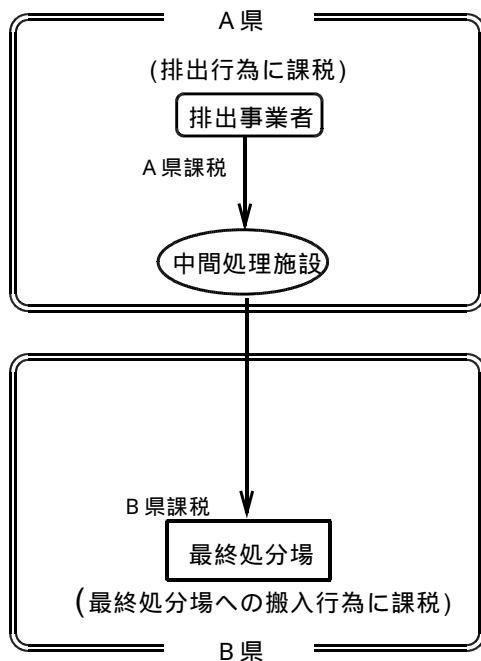 A県
(排出行為に課税)
排出事業者
A県課税
中間処理施設
B県課税
最終処分場
(最終処分場への搬入行為に課税)
B県